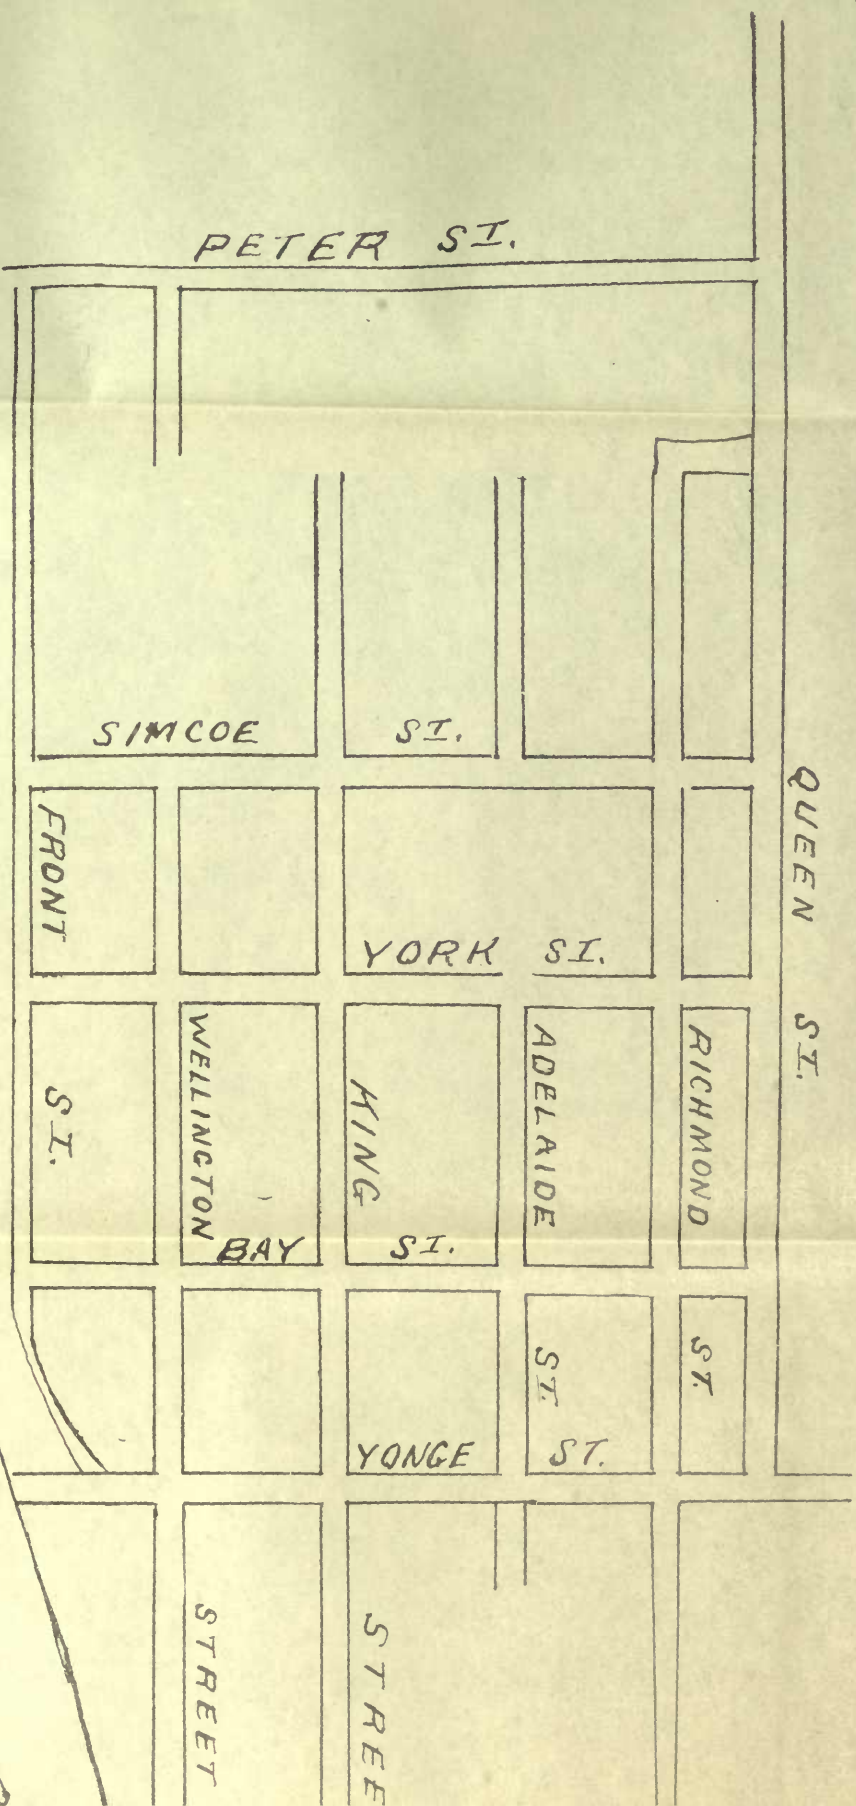 PETER ST.
SIMCOE ST.
YORK ST.
BAY ST.
YONGE ST.
FRONT ST.
WELLINGTON STREET
KING STREE
ADELAIDE ST.
RICHMOND ST.
QUEEN ST.